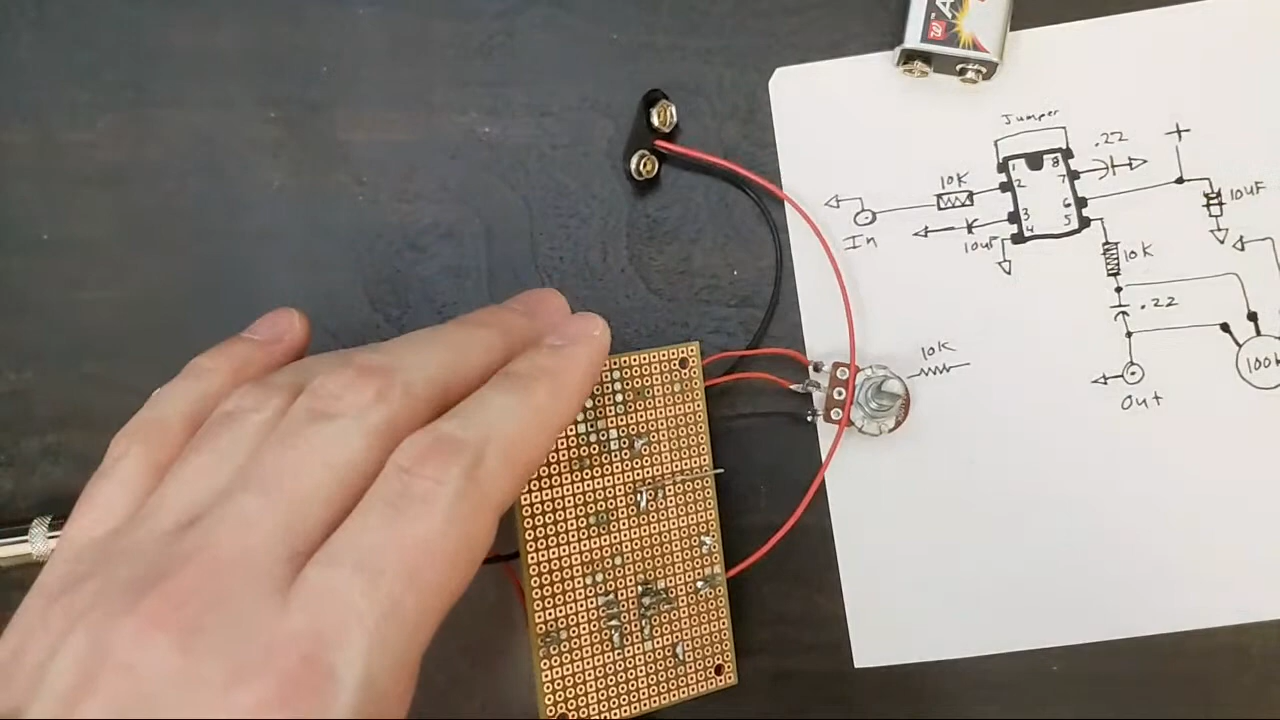 Jumper
.22
+
1 8
10K
2 7
10uF
3 6
In
4 5
10uF
10K
.22
10K
100k
Out